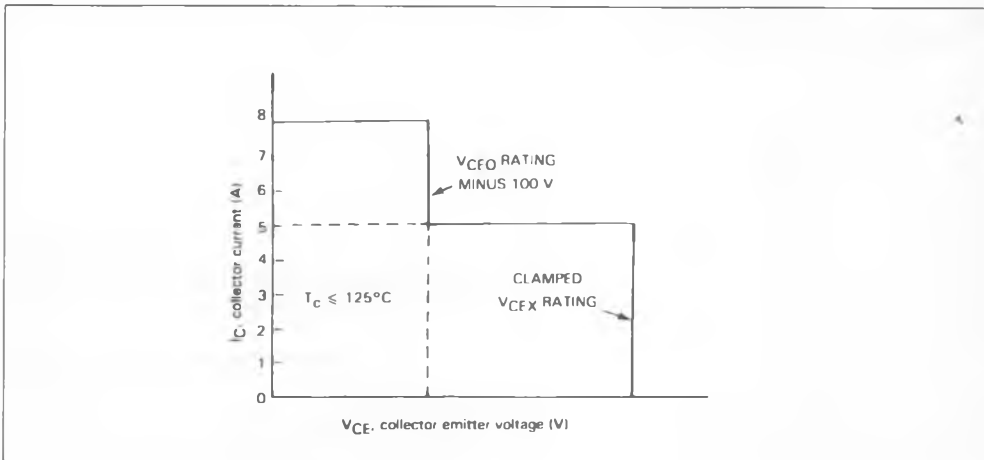 8
7
6
5
4
3
2
1
0
IC, collector current (A)
VCEO RATING
MINUS 100 V
CLAMPED
VCEX RATING
TC ≤ 125°C
VCE, collector emitter voltage (V)